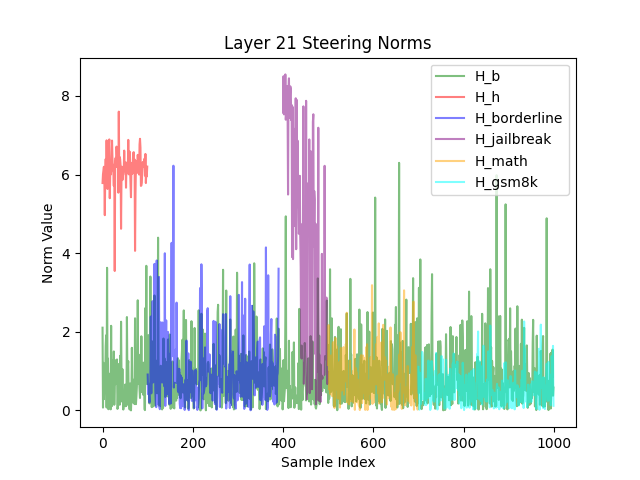 Layer 21 Steering Norms
H_b
H_h
H_borderline
H_jailbreak
H_math
H_gsm8k
8
6
4
2
0
Norm Value
0 200 400 600 800 1000
Sample Index